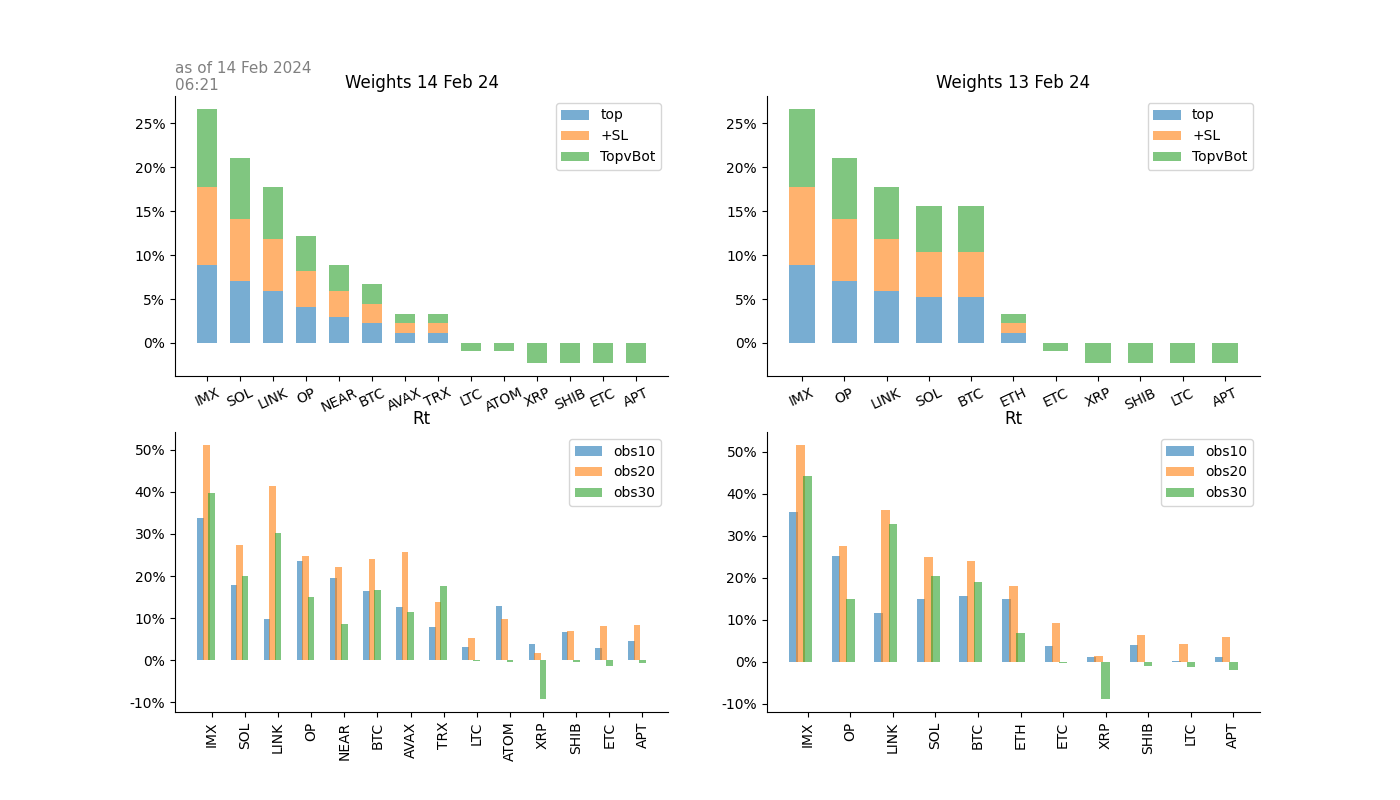 as of 14 Feb 2024
06:21
Weights 14 Feb 24
25%
20%
15%
10%
5%
0%
top
+SL
TopvBot
IMX SOL LINK OP NEAR BTC AVAX TRX LTC ATOM XRP SHIB ETC APT
Weights 13 Feb 24
25%
20%
15%
10%
5%
0%
top
+SL
TopvBot
IMX OP LINK SOL BTC ETH ETC XRP SHIB LTC APT
Rt
50%
40%
30%
20%
10%
0%
-10%
obs10
obs20
obs30
IMX SOL LINK OP NEAR BTC AVAX TRX LTC ATOM XRP SHIB ETC APT
Rt
50%
40%
30%
20%
10%
0%
-10%
obs10
obs20
obs30
IMX OP LINK SOL BTC ETH ETC XRP SHIB LTC APT